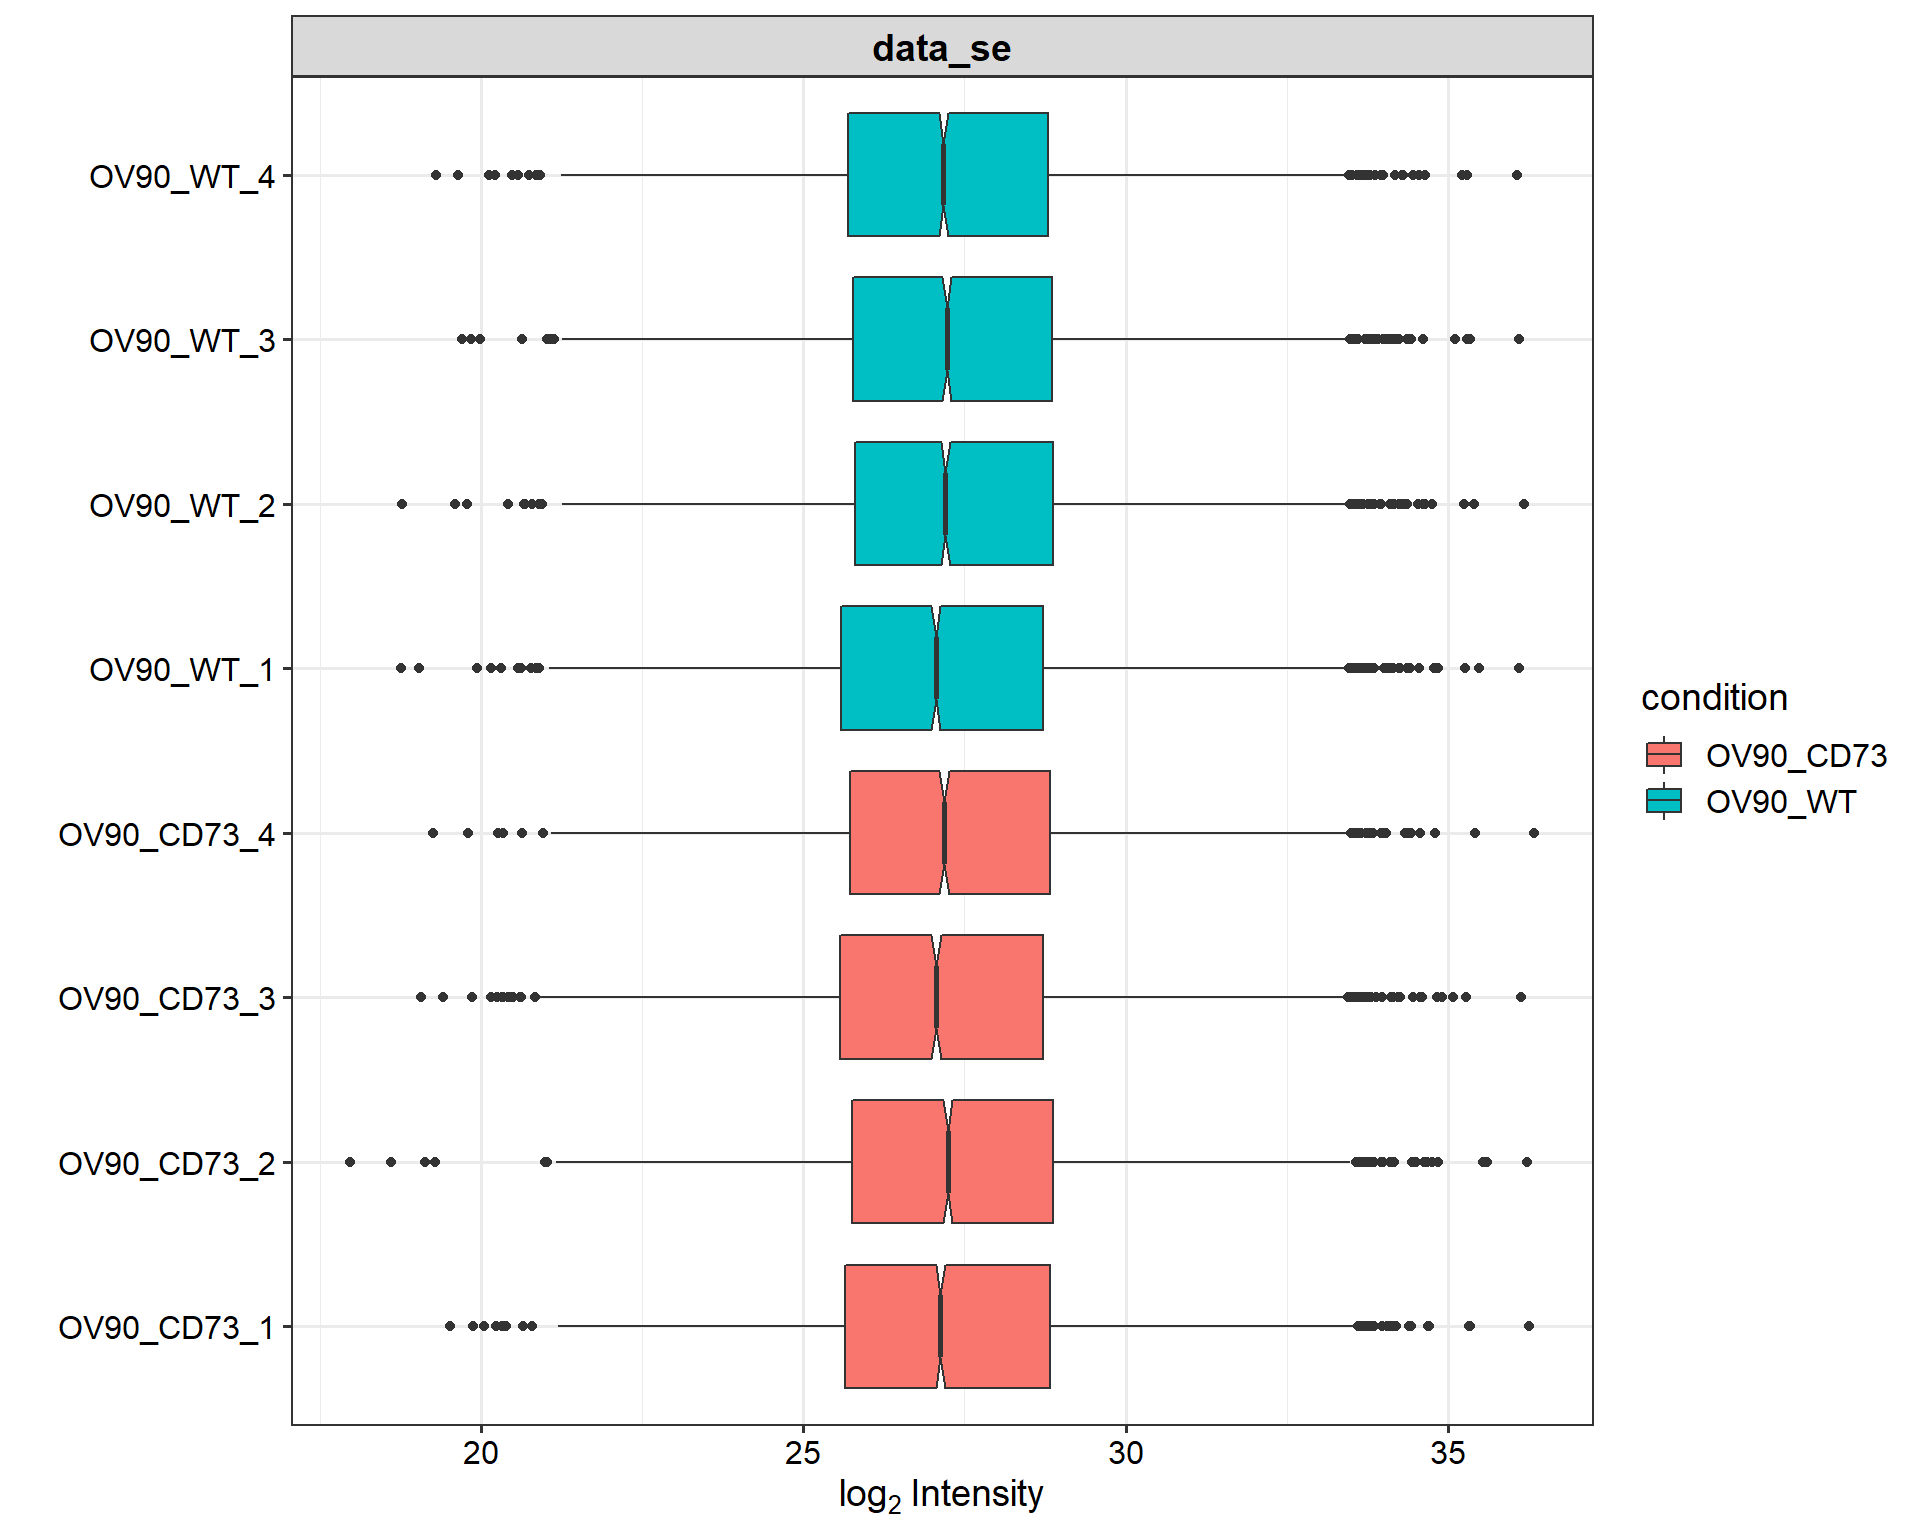 data_se
OV90_WT_4
OV90_WT_3
OV90_WT_2
OV90_WT_1
OV90_CD73_4
OV90_CD73_3
OV90_CD73_2
OV90_CD73_1
20 25 30 35
log₂ Intensity
condition
OV90_CD73
OV90_WT